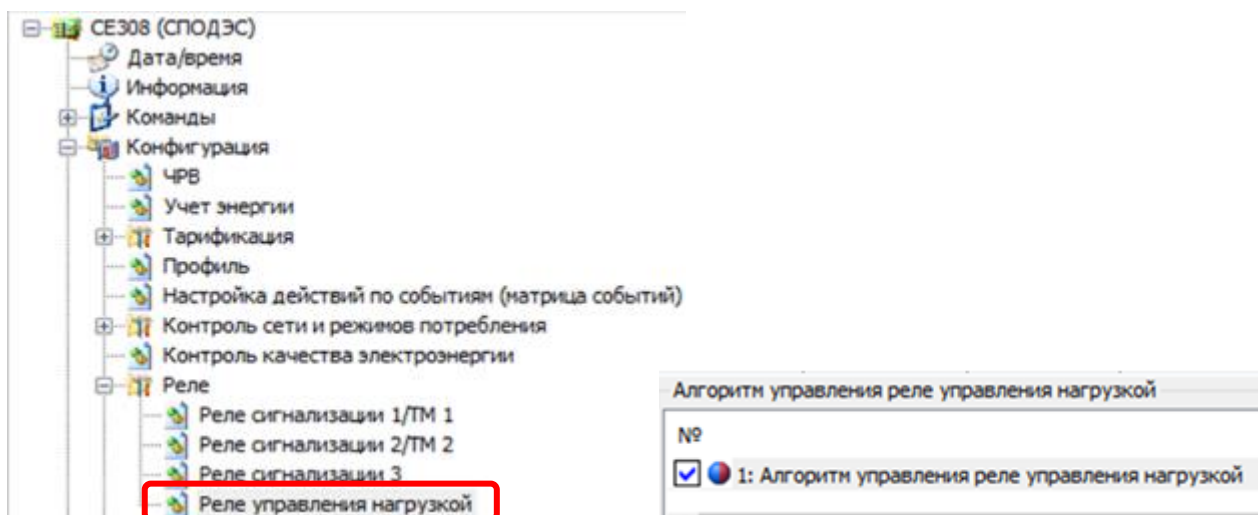 CE308 (СПОДЭС)
Дата/время
Информация
Команды
Конфигурация
ЧРВ
Учет энергии
Тарификация
Профиль
Настройка действий по событиям (матрица событий)
Контроль сети и режимов потребления
Контроль качества электроэнергии
Реле
Реле сигнализации 1/ТМ 1
Реле сигнализации 2/ТМ 2
Реле сигнализации 3
Реле управления нагрузкой
Алгоритм управления реле управления нагрузкой
№
1: Алгоритм управления реле управления нагрузкой